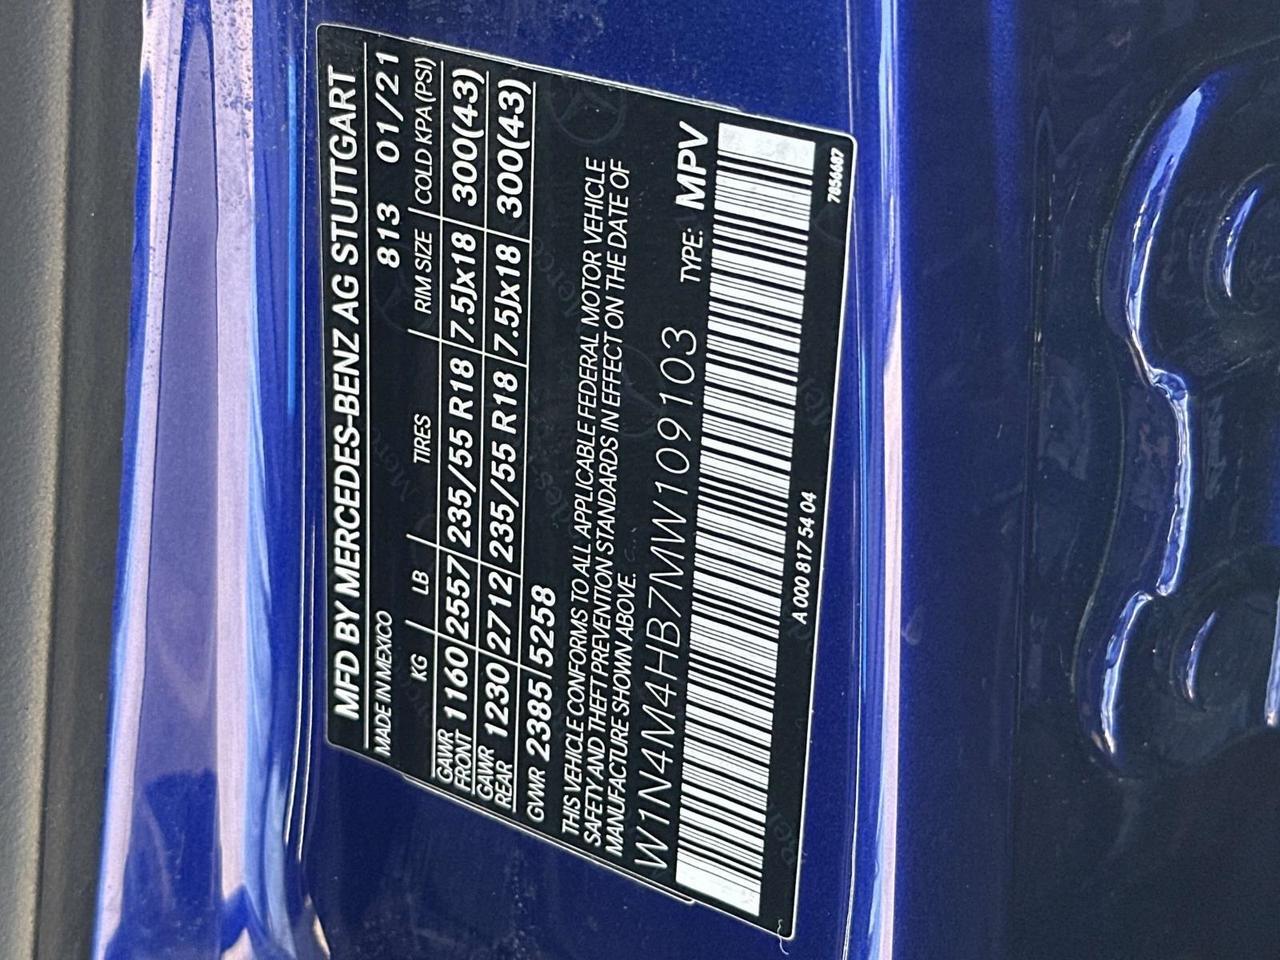 MFD BY MERCEDES-BENZ AG STUTTGART
MADE IN MEXICO 813 01/21
KG LB TIRES RIM SIZE COLD KPA (PSI)
GAWR FRONT 1160 2557 235/55 R18 7.5Jx18 300(43)
GAWR REAR 1230 2712 235/55 R18 7.5Jx18 300(43)
GVWR 2385 5258
THIS VEHICLE CONFORMS TO ALL APPLICABLE FEDERAL MOTOR VEHICLE
SAFETY AND THEFT PREVENTION STANDARDS IN EFFECT ON THE DATE OF
MANUFACTURE SHOWN ABOVE.
W1N4M4HB7MW109103 TYPE: MPV
A 000 817 54 04
7856687